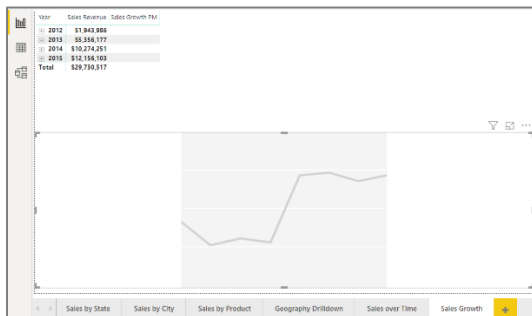 Year Sales Revenue Sales Growth PM
2012 $1,943,886
2013 $5,356,177
2014 $10,274,251
2015 $12,156,103
Total $29,730,517
Sales by State Sales by City Sales by Product Geography Drilldown Sales over Time Sales Growth